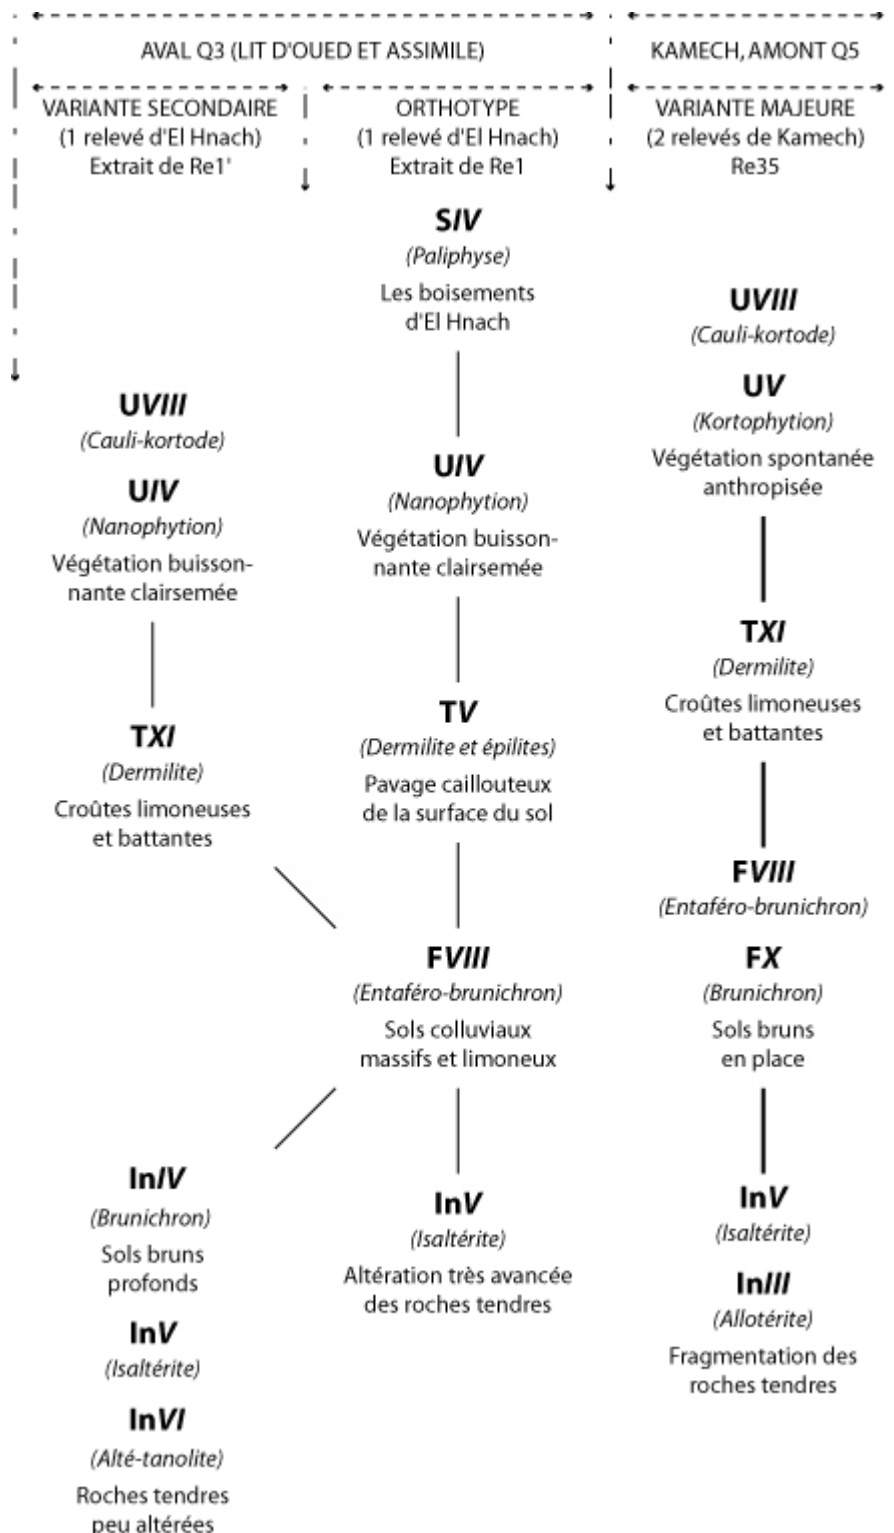 AVAL Q3 (LIT D'OUED ET ASSIMILE)
VARIANTE SECONDAIRE
(1 relevé d'El Hnach)
Extrait de Re1'
UVIII
(Cauli-kortode)
UIV
(Nanophytion)
Végétation buisson-
nante clairsemée
TXI
(Dermilite)
Croûtes limoneuses
et battantes
InIV
(Brunichron)
Sols bruns
profonds
InV
(Isaltérite)
InVI
(Alté-tanolite)
Roches tendres
peu altérées
ORTHOTYPE
(1 relevé d'El Hnach)
Extrait de Re1
SIV
(Paliphyse)
Les boisements
d'El Hnach
UIV
(Nanophytion)
Végétation buisson-
nante clairsemée
TV
(Dermilite et épilites)
Pavage caillouteux
de la surface du sol
FVIII
(Entaféro-brunichron)
Sols colluviaux
massifs et limoneux
InV
(Isaltérite)
Altération très avancée
des roches tendres
KAMECH, AMONT Q5
VARIANTE MAJEURE
(2 relevés de Kamech)
Re35
UVIII
(Cauli-kortode)
UV
(Kortophytion)
Végétation spontanée
anthropisée
TXI
(Dermilite)
Croûtes limoneuses
et battantes
FVIII
(Entaféro-brunichron)
FX
(Brunichron)
Sols bruns
en place
InV
(Isaltérite)
InIII
(Allotérite)
Fragmentation des
roches tendres